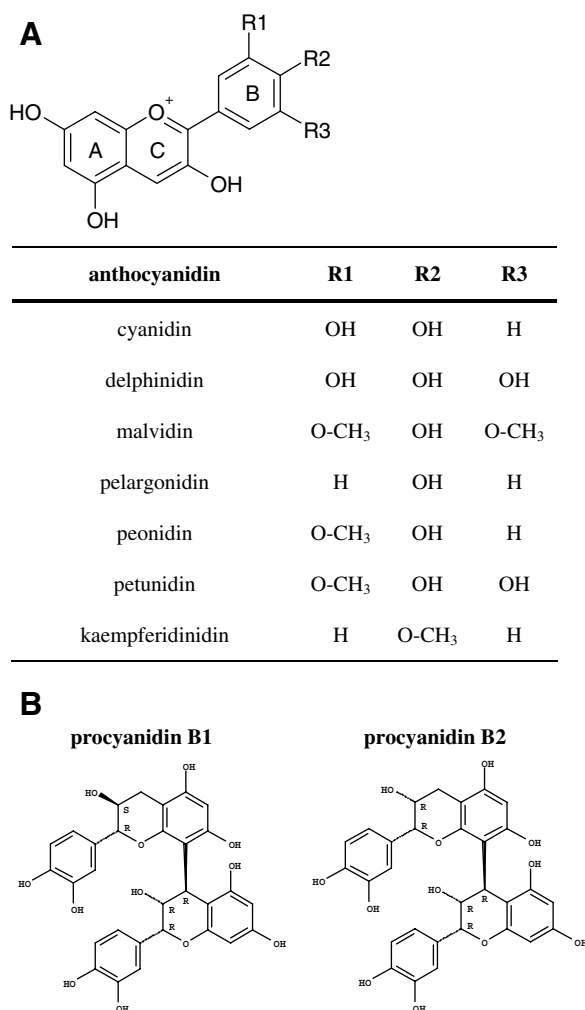 A
R1
R2
B
HO
O+
R3
A
C
OH
OH
anthocyanidin R1 R2 R3
cyanidin OH OH H
delphinidin OH OH OH
malvidin O-CH₃ OH O-CH₃
pelargonidin H OH H
peonidin O-CH₃ OH H
petunidin O-CH₃ OH OH
kaempferidinidin H O-CH₃ H
B
procyanidin B1 procyanidin B2
OH
HO
S
R
O
OH
HO
OH
OH
HO
R
R
R
O
OH
HO
OH
OH
HO
R
R
O
OH
HO
OH
OH
HO
R
R
R
O
OH
HO
OH